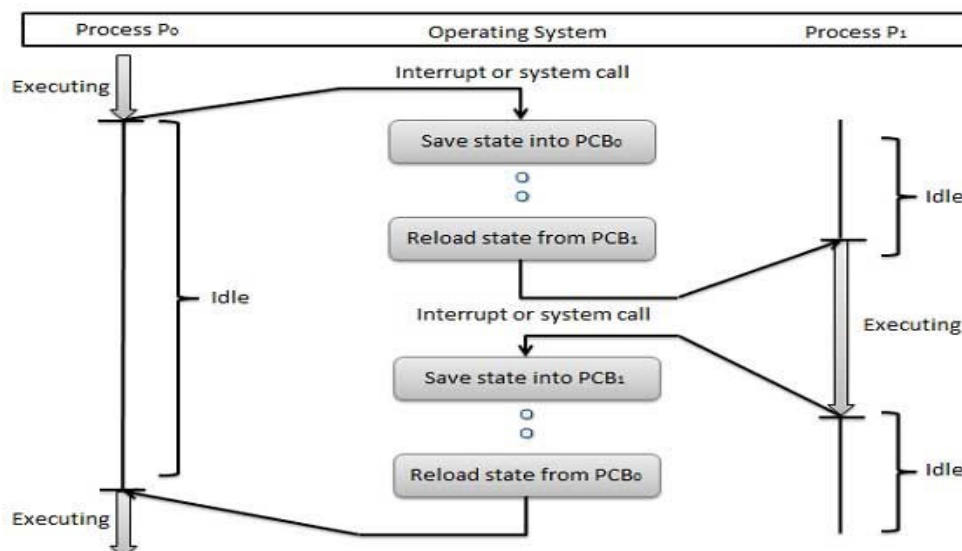 Process P₀ Operating System Process P₁
Interrupt or system call
Executing
Save state into PCB₀
Idle
Reload state from PCB₁
Idle
Interrupt or system call
Executing
Save state into PCB₁
Reload state from PCB₀
Idle
Executing